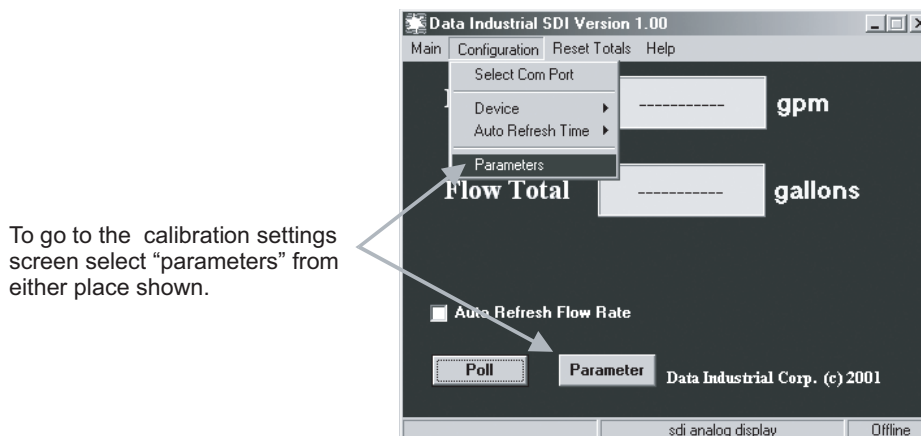 Data Industrial SDI Version 1.00
Main Configuration Reset Totals Help
Select Com Port
Device
Auto Refresh Time
Parameters
----------- gpm
Flow Total ----------- gallons
To go to the calibration settings
screen select “parameters” from
either place shown.
Auto Refresh Flow Rate
Poll Parameter Data Industrial Corp. (c) 2001
sdi analog display Offline